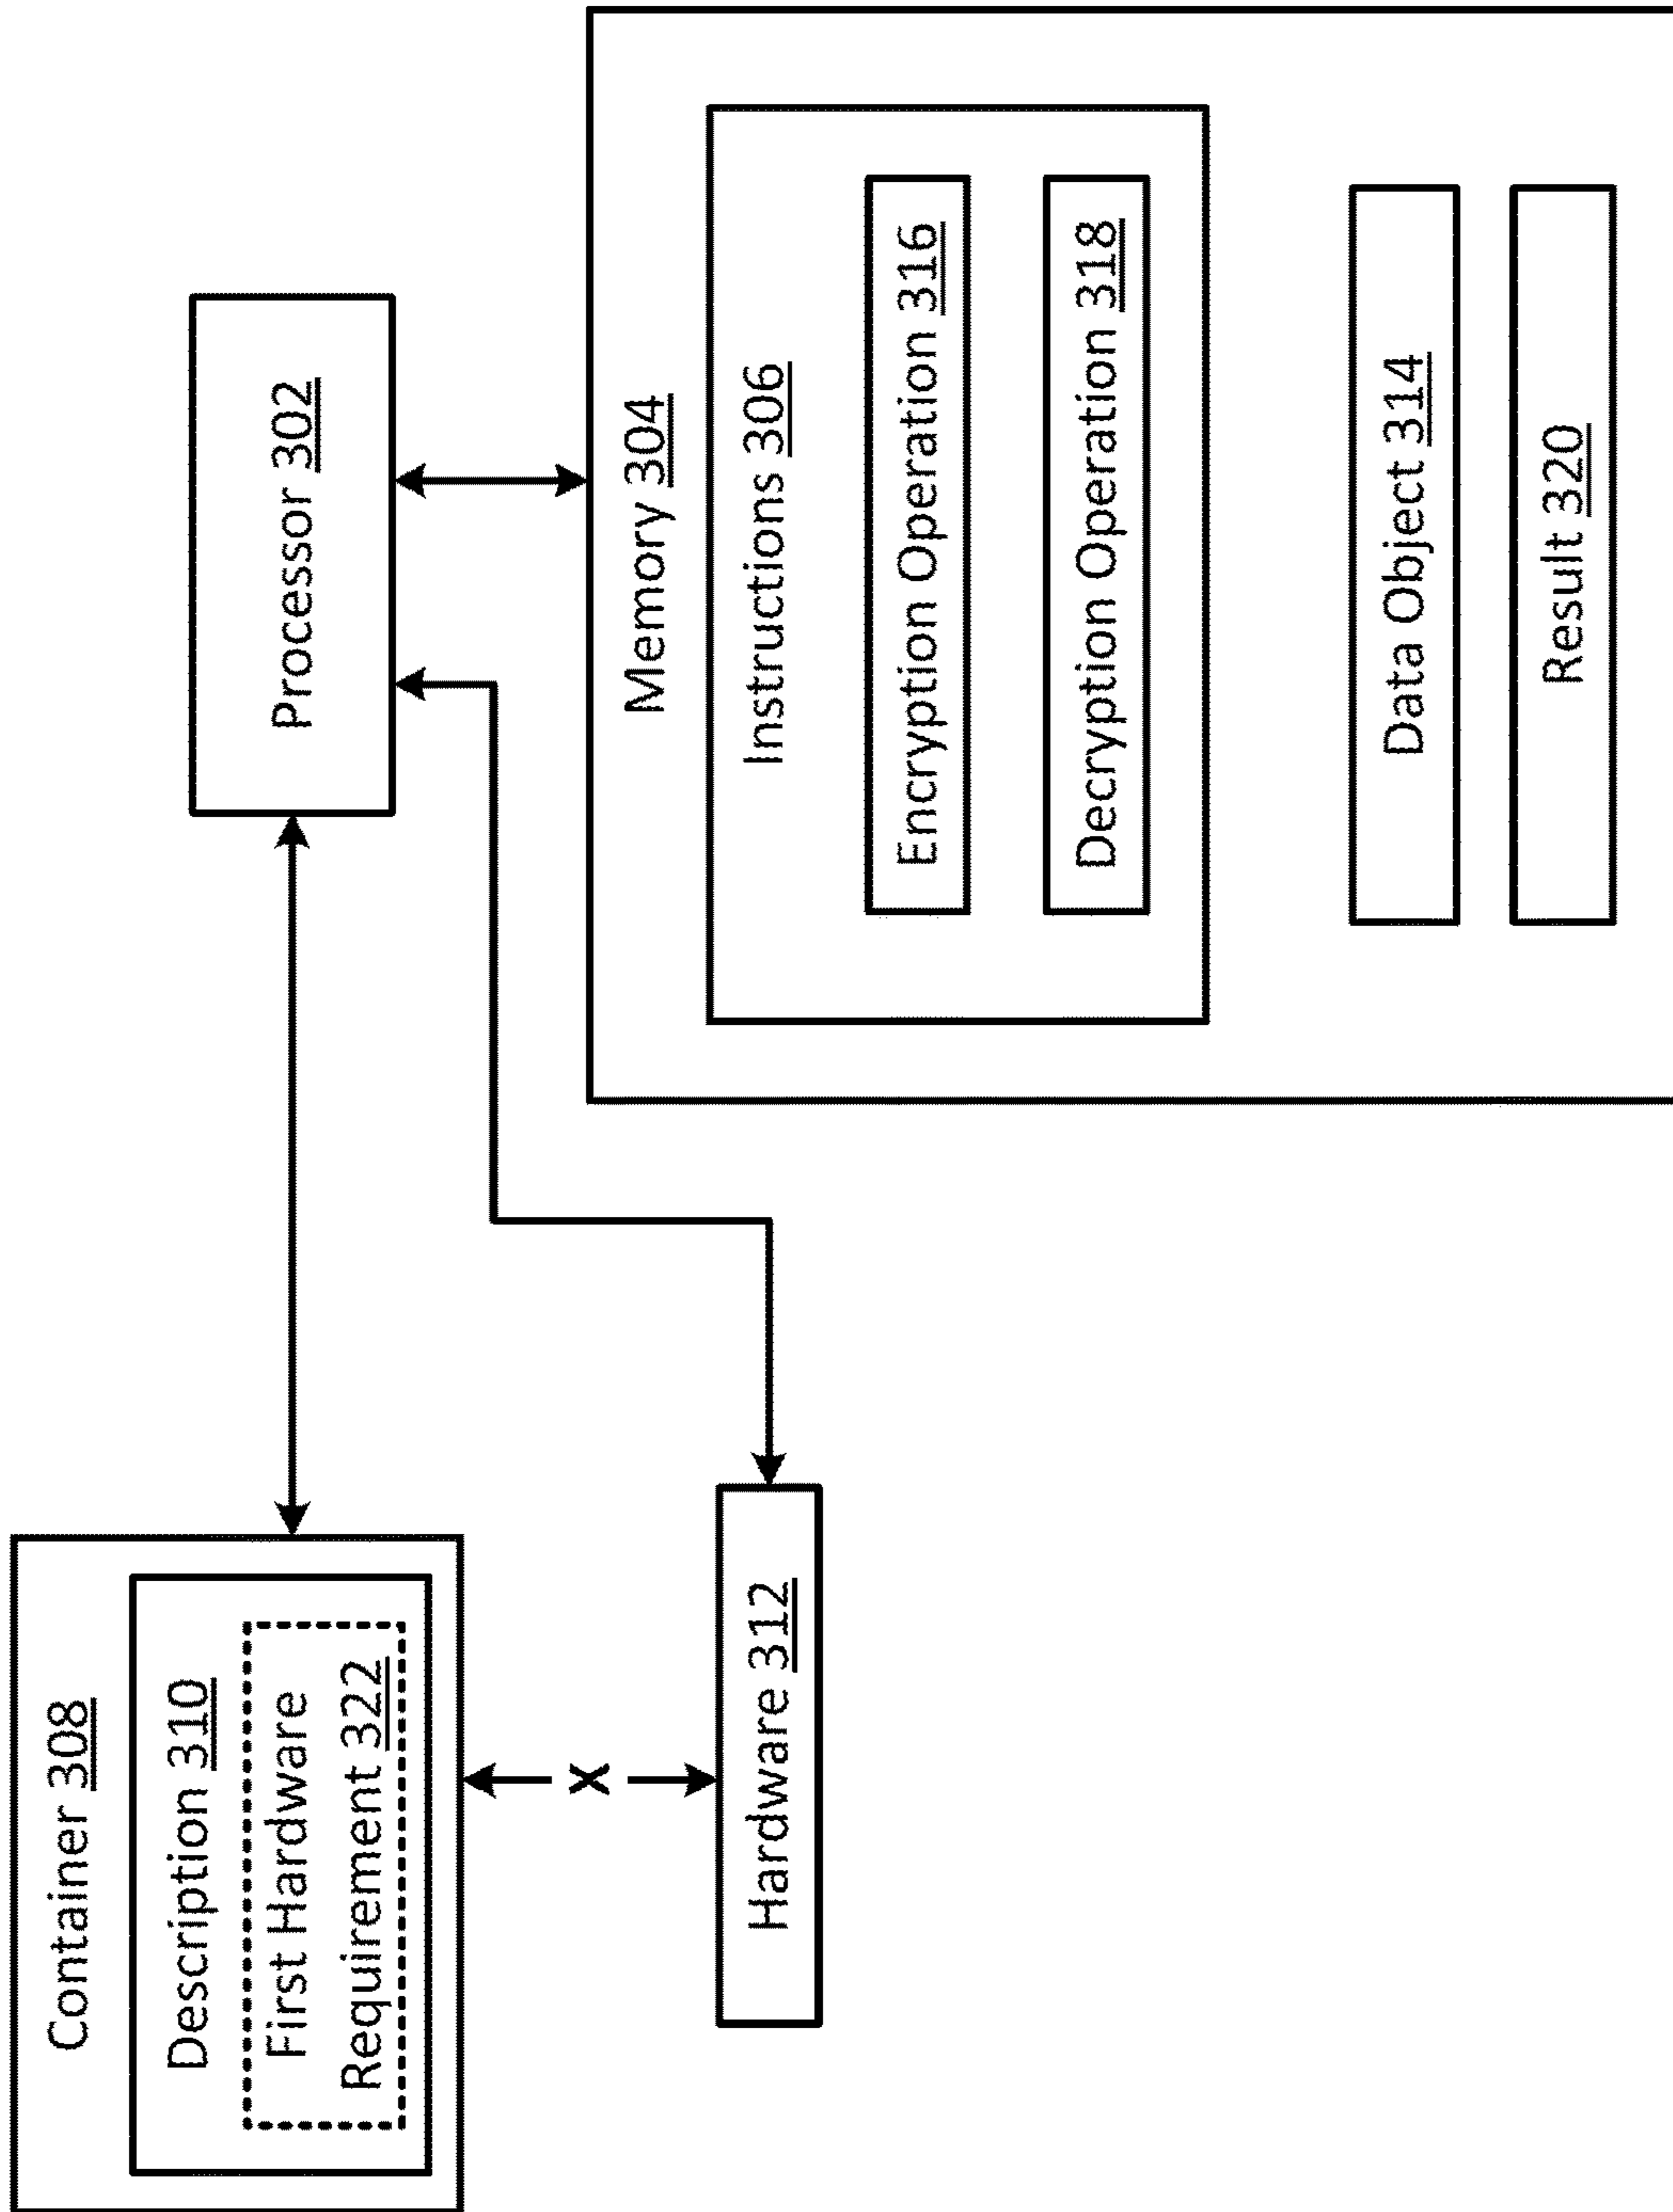 Container 308
Description 310
First Hardware
Requirement 322
X
Hardware 312
Processor 302
Memory 304
Instructions 306
Encryption Operation 316
Decryption Operation 318
Data Object 314
Result 320